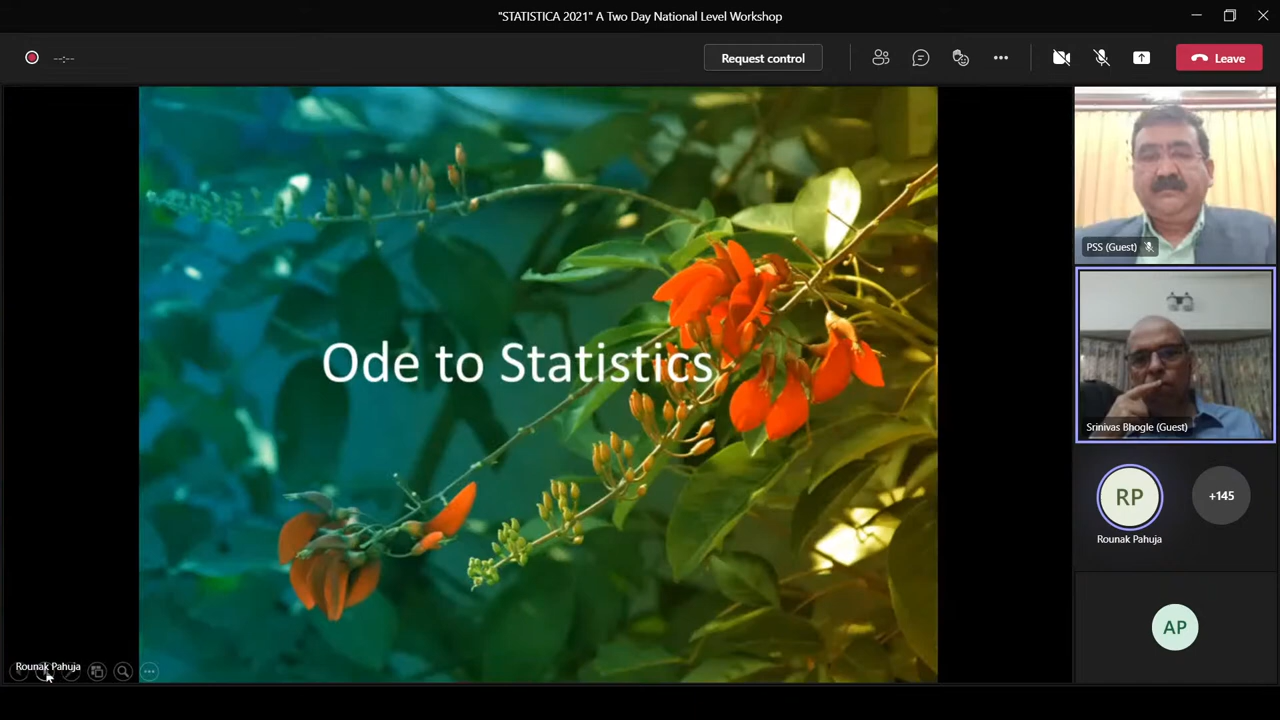 "STATISTICA 2021" A Two Day National Level Workshop
--:--
Request control
Leave
Ode to Statistics
PSS (Guest)
Srinivas Bhogle (Guest)
RP
+145
Rounak Pahuja
AP
Rounak Pahuja